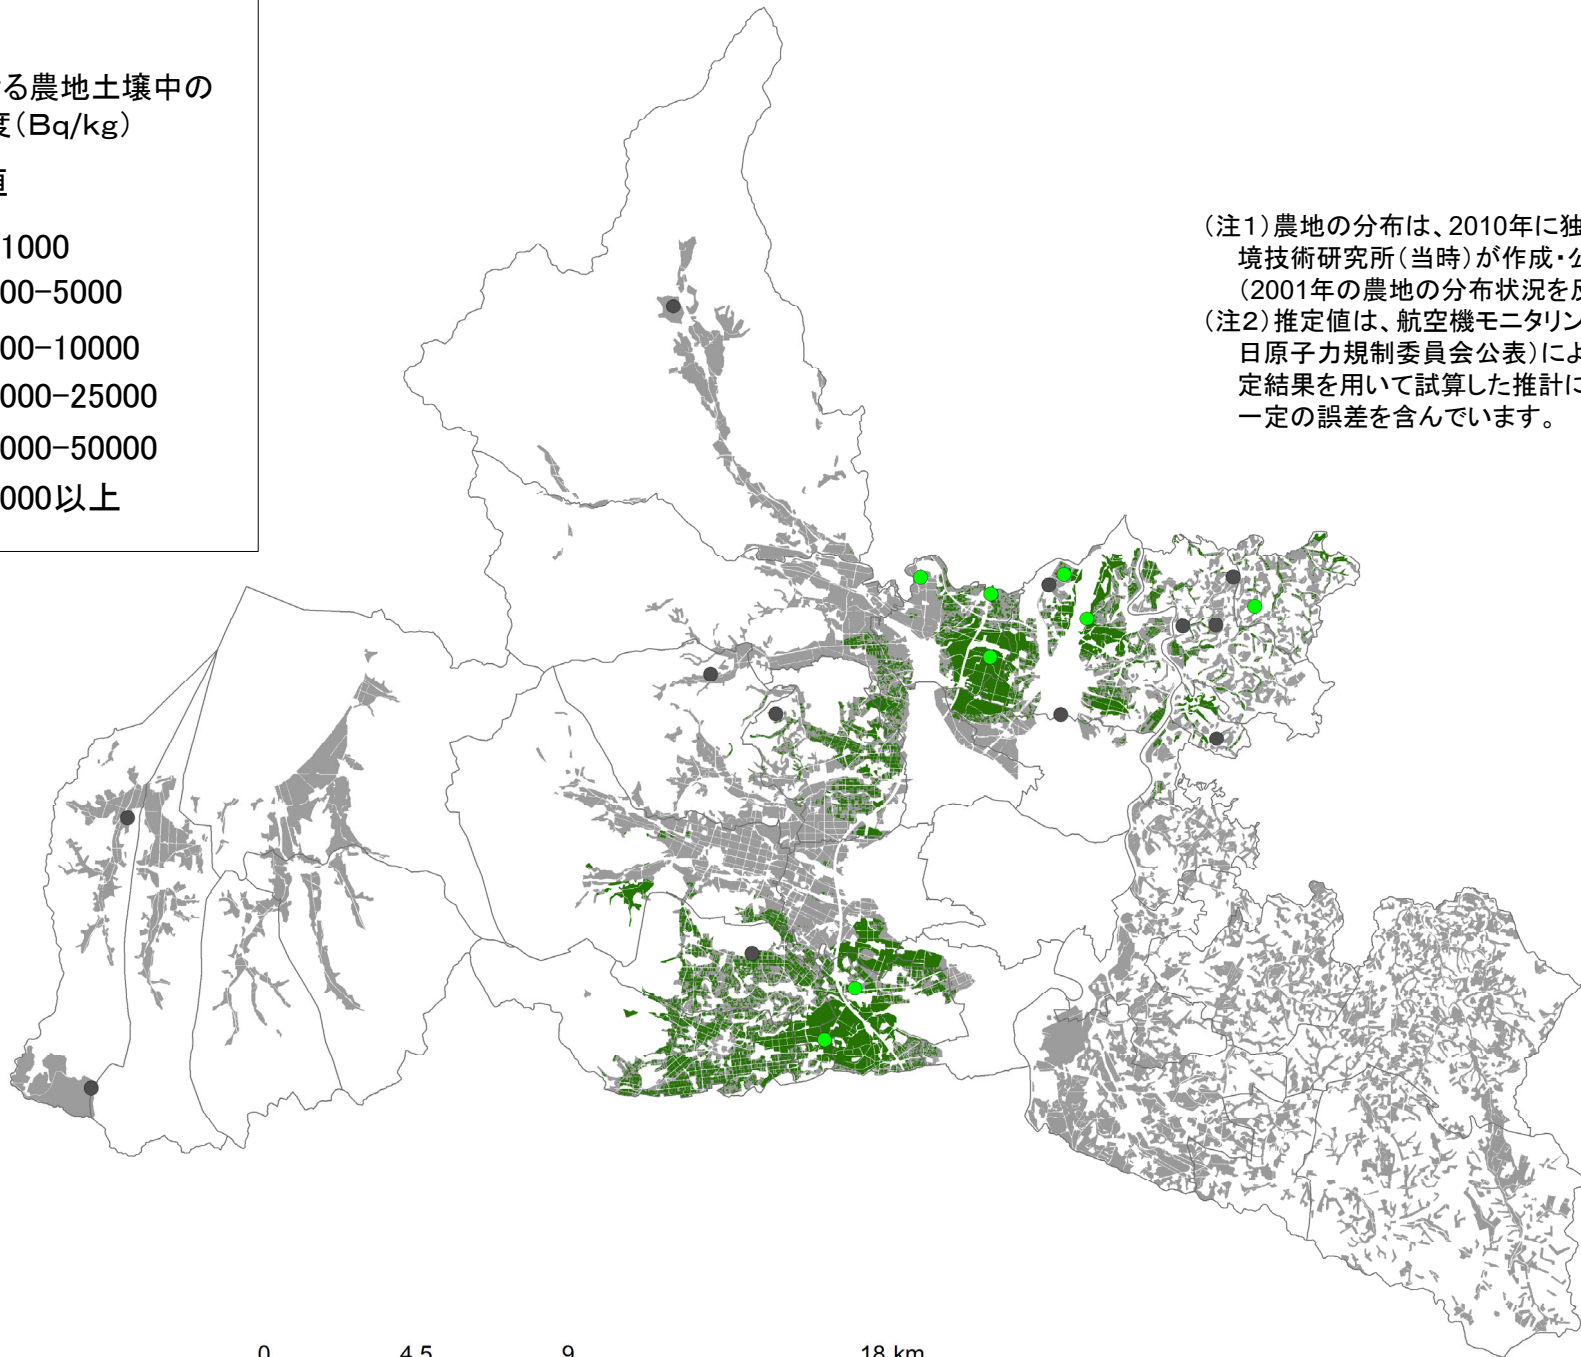 る農地土壌中の
度(Bq/kg)
値
1000
00-5000
00-10000
000-25000
000-50000
000以上
(注1)農地の分布は、2010年に独
境技術研究所(当時)が作成・公
(2001年の農地の分布状況を反
(注2)推定値は、航空機モニタリン
日原子力規制委員会公表)によ
定結果を用いて試算した推計に
一定の誤差を含んでいます。
0 4.5 9 18 km